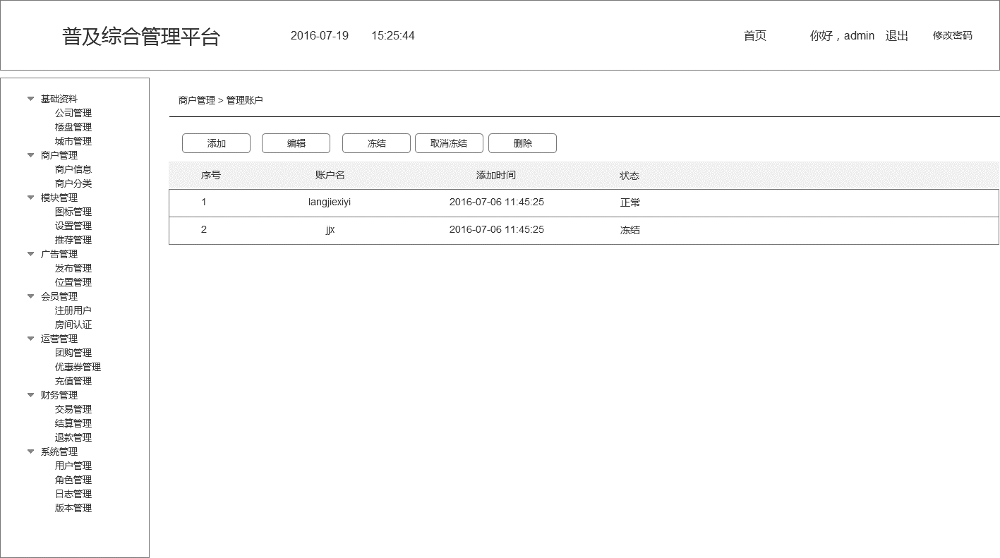 普及综合管理平台 2016-07-19 15:25:44 首页 你好，admin 退出 修改密码
基础资料
公司管理
楼盘管理
城市管理
商户管理
商户信息
商户分类
模块管理
图标管理
设置管理
推荐管理
广告管理
发布管理
位置管理
会员管理
注册用户
房间认证
运营管理
团购管理
优惠券管理
充值管理
财务管理
交易管理
结算管理
退款管理
系统管理
用户管理
角色管理
日志管理
版本管理
商户管理 > 管理账户
添加 编辑 冻结 取消冻结 删除
序号 账户名 添加时间 状态
1 langjiexiyi 2016-07-06 11:45:25 正常
2 jjx 2016-07-06 11:45:25 冻结